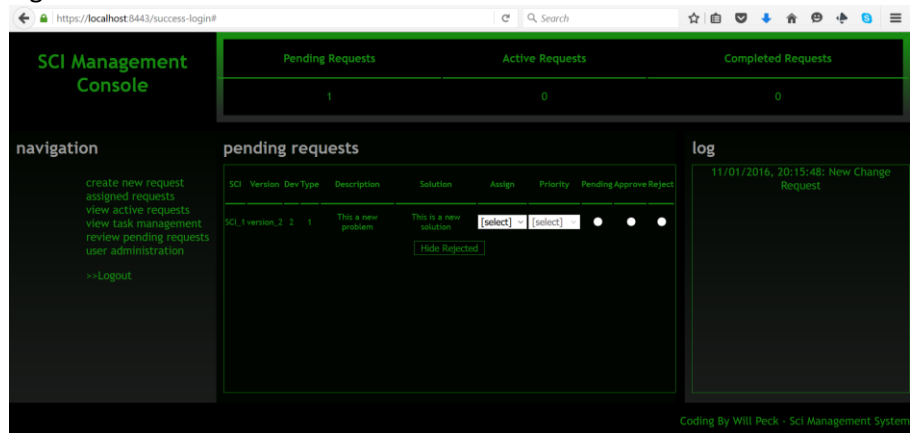 https://localhost:8443/success-login#
Search
SCI Management
Console
Pending Requests Active Requests Completed Requests
1 0 0
navigation
create new request
assigned requests
view active requests
view task management
review pending requests
user administration
>>Logout
pending requests
SCI Version Dev Type Description Solution Assign Priority Pending Approve Reject
SCI_1 version_2 2 1 This a new problem This is a new solution [select] [select]
Hide Rejected
log
11/01/2016, 20:15:48: New Change
Request
Coding By Will Peck - Sci Management System